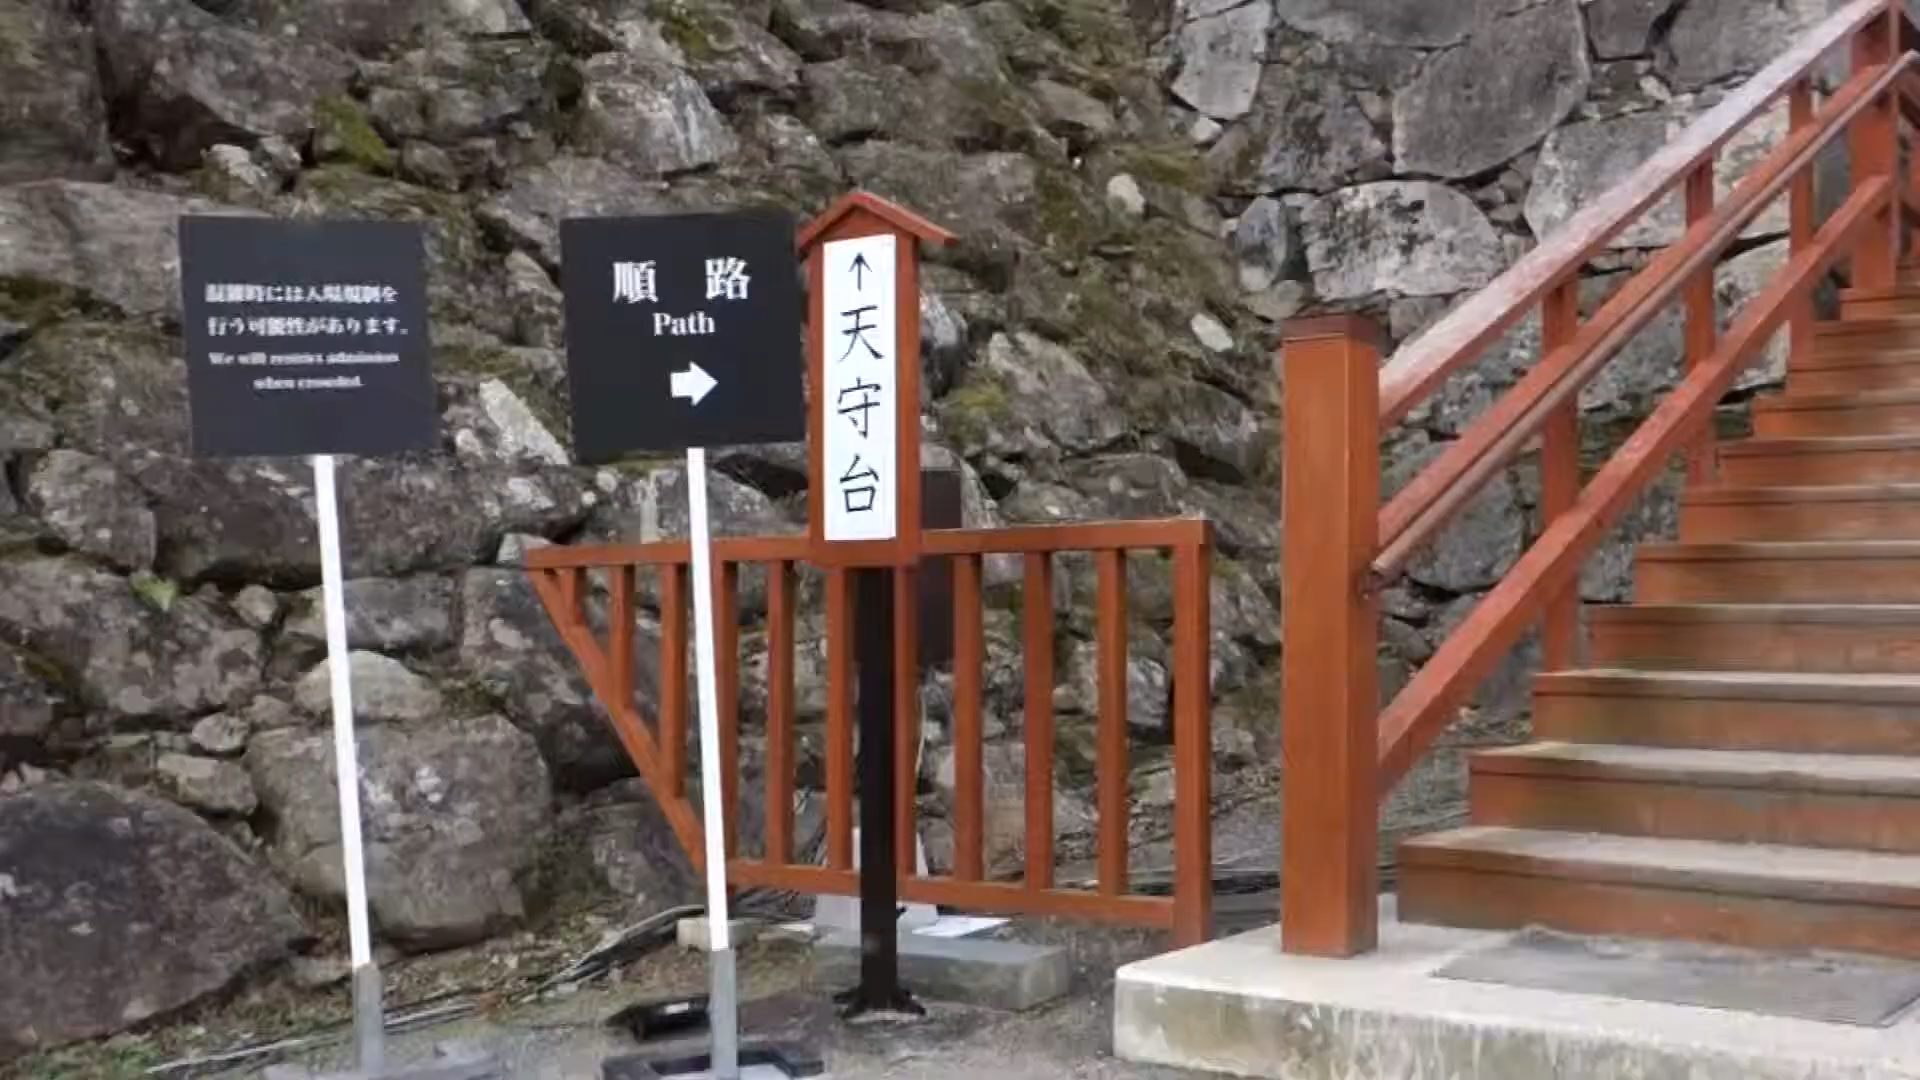 混雑時には入場規制を
行う可能性があります。
We will restrict admission
when crowded.
順 路
Path
→
↑天守台